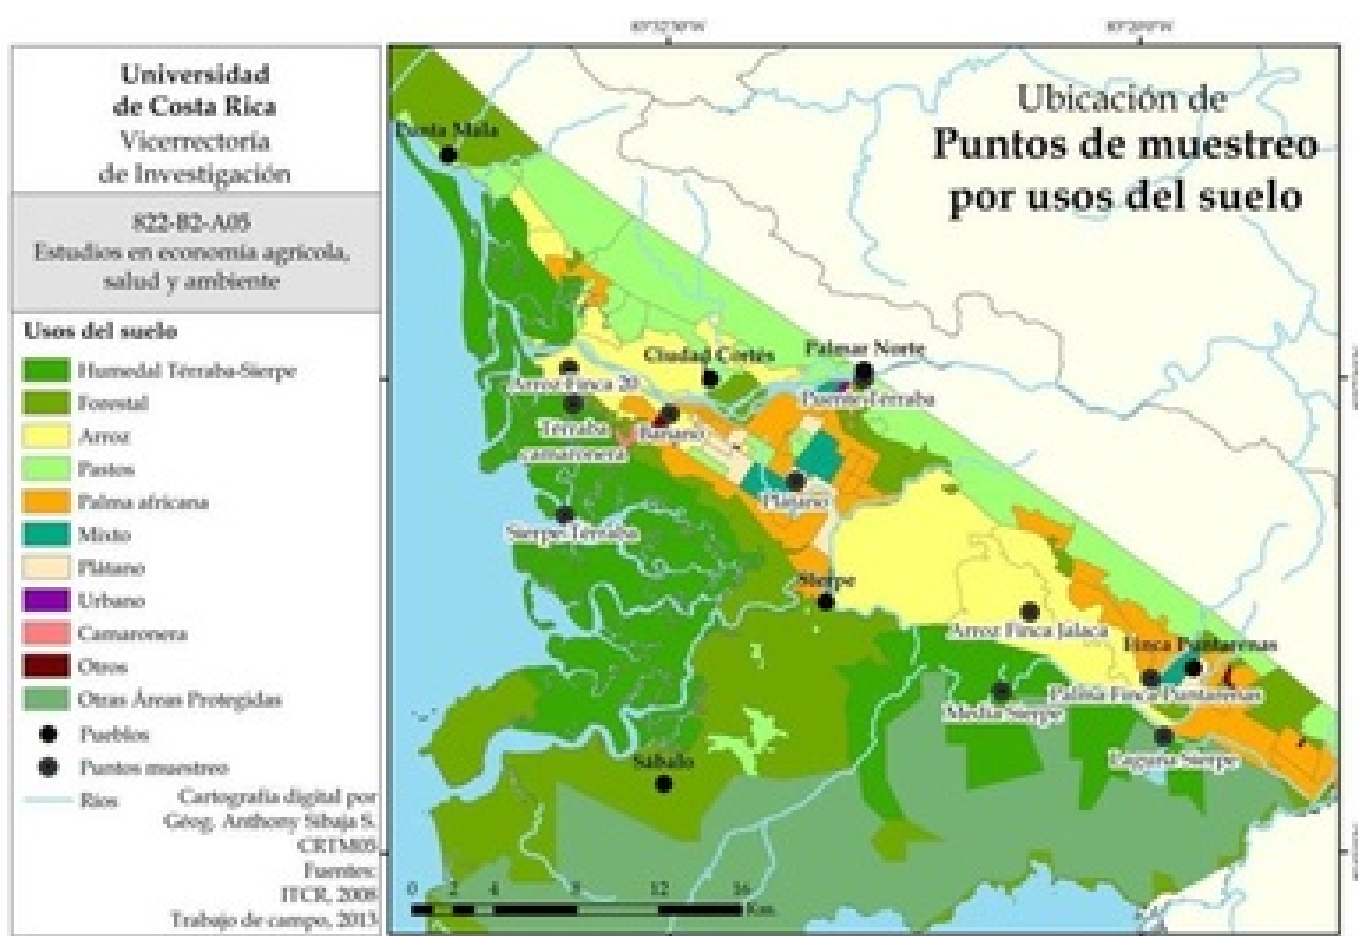 Universidad
de Costa Rica
Vicerrectoría
de Investigación
822-B2-A05
Estudios en economía agrícola,
salud y ambiente
Usos del suelo
Humedal Térraba-Sierpe
Forestal
Arroz
Pastos
Palma africana
Mixto
Plátano
Urbano
Camaronera
Otros
Otras Áreas Protegidas
Pueblos
Puntos muestreo
Ríos
Cartografía digital por
Géog. Anthony Sibaja S.
CRTM05
Fuentes:
ITCR, 2008
Trabajo de campo, 2013
Ubicación de
Puntos de muestreo
por usos del suelo
Punta Mala
Ciudad Cortés
Palmar Norte
Arroz Finca 20
Puente Térraba
Térraba
camaronera
Banano
Plátano
Sierpe-Térraba
Sierpe
Arroz Finca Jalaca
Finca Puntarenas
Palma Finca Puntarenas
Media Sierpe
Laguna Sierpe
Sábalo
0 2 4 8 12 16
Km